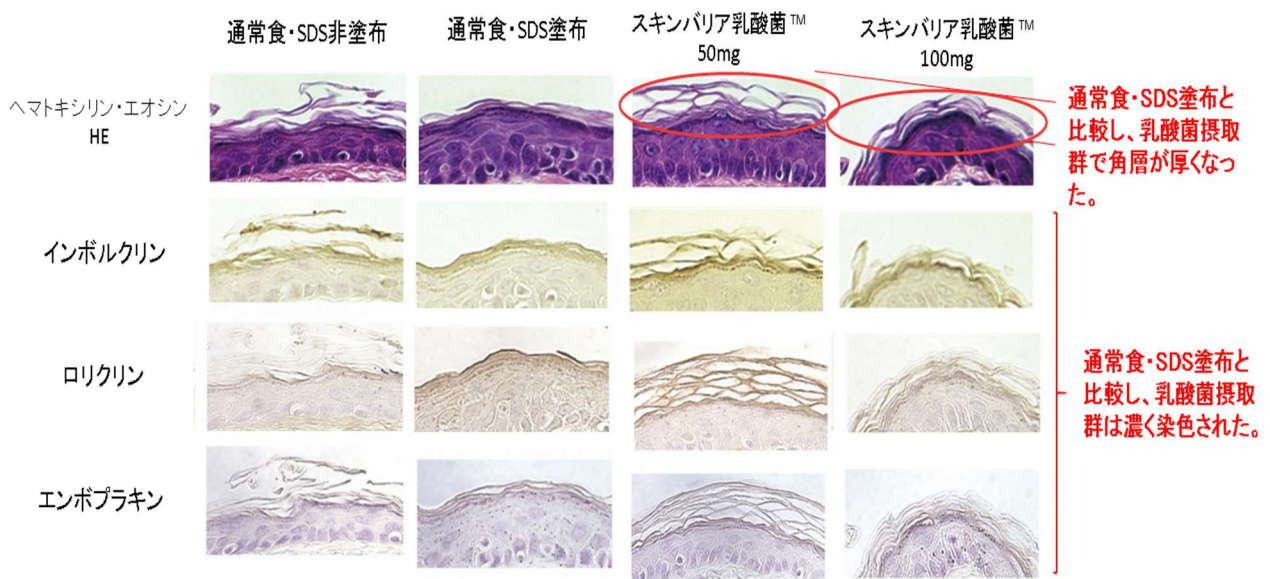 通常食・SDS非塗布
通常食・SDS塗布
スキンバリア乳酸菌™
50mg
スキンバリア乳酸菌™
100mg
ヘマトキシリン・エオシン
HE
通常食・SDS塗布と
比較し、乳酸菌摂取
群で角層が厚くなっ
た。
インボルクリン
ロリクリン
通常食・SDS塗布と
比較し、乳酸菌摂取
群は濃く染色された。
エンボプラキン